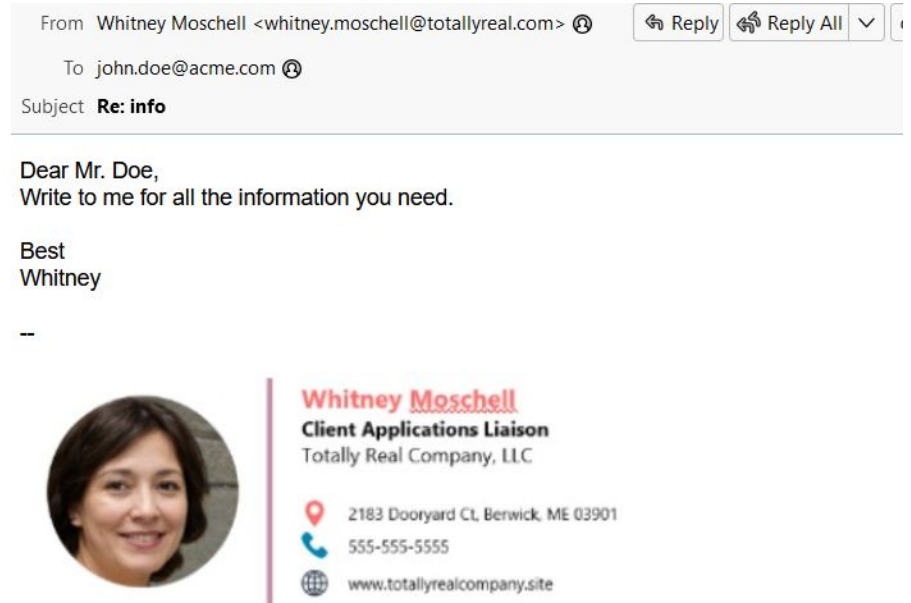 From Whitney Moschell <whitney.moschell@totallyreal.com>
Reply
Reply All
To john.doe@acme.com
Subject Re: info
Dear Mr. Doe,
Write to me for all the information you need.
Best
Whitney
--
Whitney Moschell
Client Applications Liaison
Totally Real Company, LLC
2183 Dooryard Ct, Berwick, ME 03901
555-555-5555
www.totallyrealcompany.site